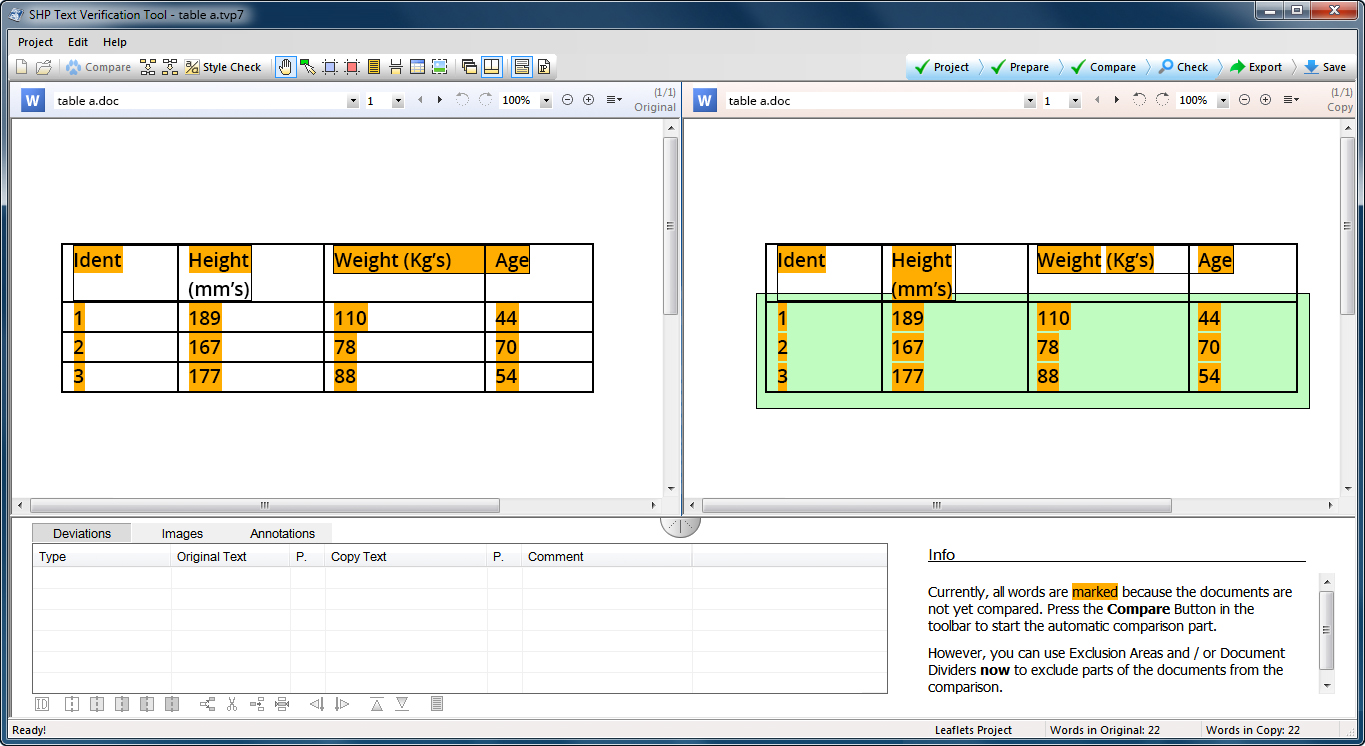 SHP Text Verification Tool - table a.tvp7
Project Edit Help
Compare Style Check Project Prepare Compare Check Export Save
W table a.doc 1 100% (1/1) Original
W table a.doc 1 100% (1/1) Copy
Ident Height (mm’s) Weight (Kg’s) Age
1 189 110 44
2 167 78 70
3 177 88 54
Ident Height (mm’s) Weight (Kg’s) Age
1 189 110 44
2 167 78 70
3 177 88 54
Deviations Images Annotations
Type Original Text P. Copy Text P. Comment
Info
Currently, all words are marked because the documents are
not yet compared. Press the Compare Button in the
toolbar to start the automatic comparison part.
However, you can use Exclusion Areas and / or Document
Dividers now to exclude parts of the documents from the
comparison.
ID
Ready! Leaflets Project Words in Original: 22 Words in Copy: 22